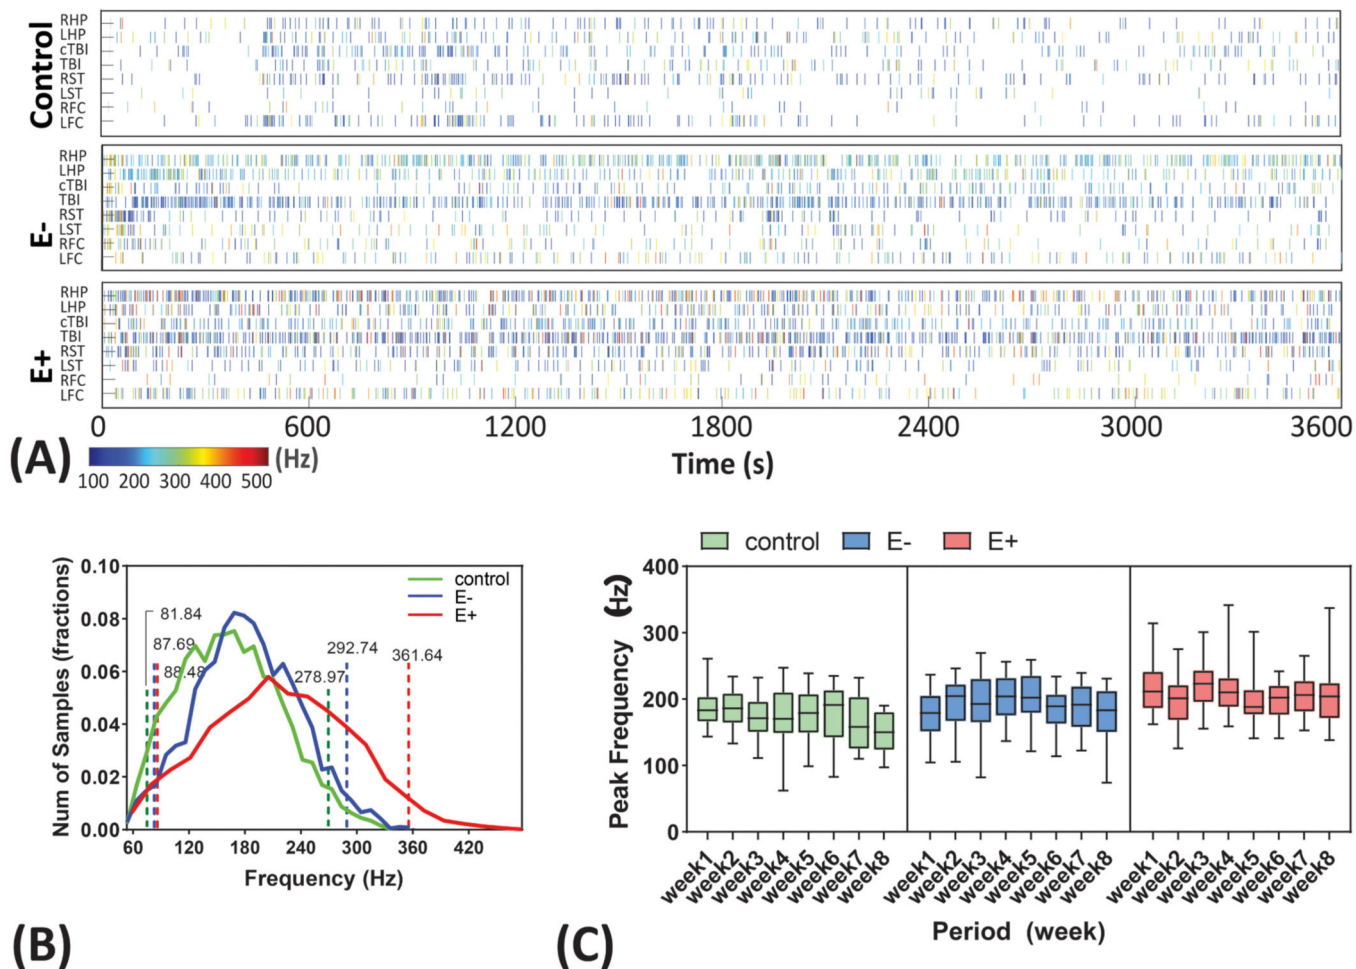 Control
RHP
LHP
cTBI
TBI
RST
LST
RFC
LFC
E-
RHP
LHP
cTBI
TBI
RST
LST
RFC
LFC
E+
RHP
LHP
cTBI
TBI
RST
LST
RFC
LFC
0 600 1200 1800 2400 3000 3600
Time (s)
(A)
(Hz)
100 200 300 400 500
control
E-
E+
81.84
87.69
88.48
278.97
292.74
361.64
Num of Samples (fractions)
0.10
0.08
0.06
0.04
0.02
0.00
60 120 180 240 300 360 420
Frequency (Hz)
(B)
control E- E+
Peak Frequency (Hz)
400
300
200
100
0
week1 week2 week3 week4 week5 week6 week7 week8 week1 week2 week3 week4 week5 week6 week7 week8 week1 week2 week3 week4 week5 week6 week7 week8
Period (week)
(C)